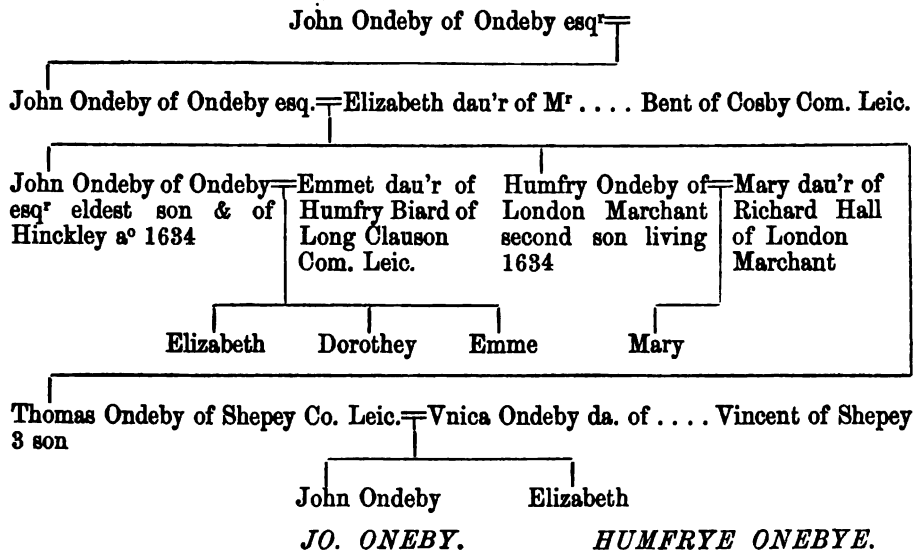 John Ondeby of Ondeby esqʳ
John Ondeby of Ondeby esq. Elizabeth dau'r of Mʳ .... Bent of Cosby Com. Leic.
John Ondeby of Ondeby
esqʳ eldest son & of
Hinckley aᵒ 1634
Emmet dau'r of
Humfry Biard of
Long Clauson
Com. Leic.
Humfry Ondeby of
London Marchant
second son living
1634
Mary dau'r of
Richard Hall
of London
Marchant
Elizabeth Dorothey Emme Mary
Thomas Ondeby of Shepey Co. Leic. Vnica Ondeby da. of .... Vincent of Shepey
3 son
John Ondeby Elizabeth
JO. ONEBY. HUMFRYE ONEBYE.